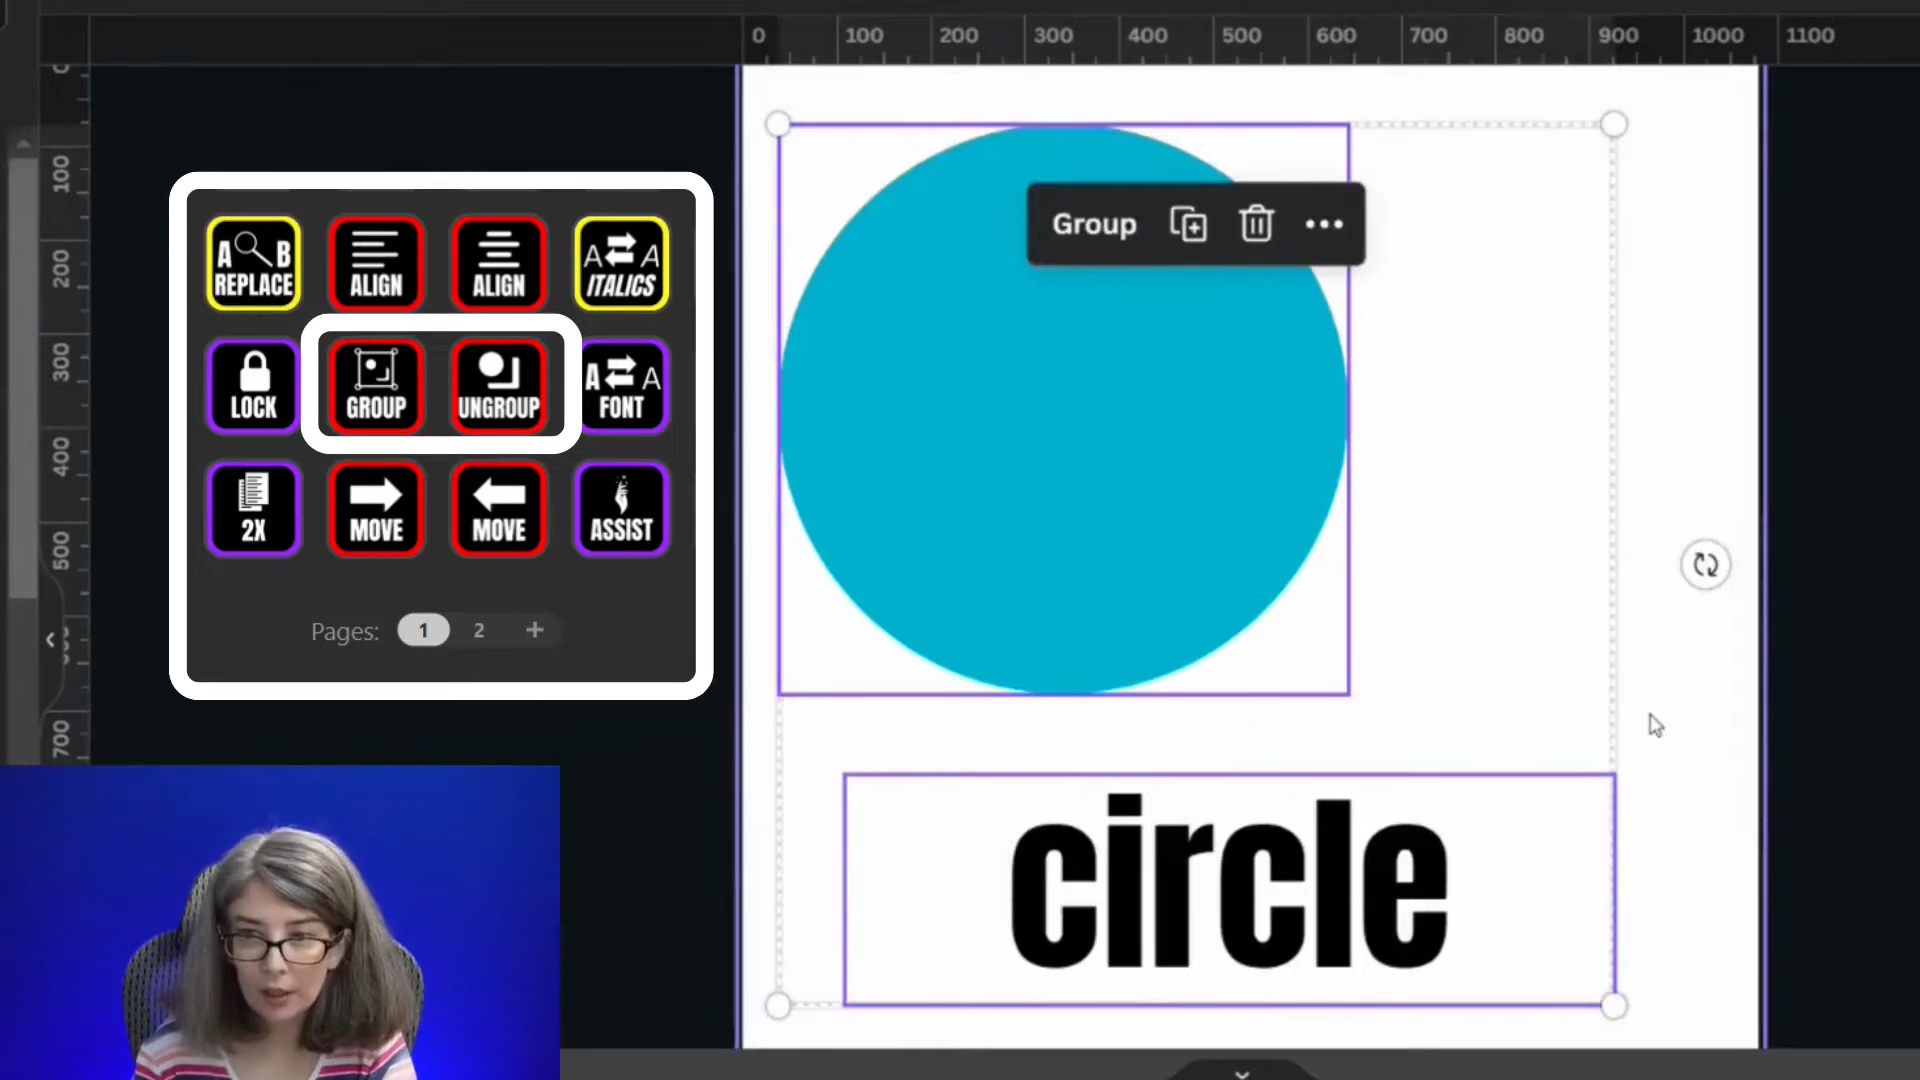 0 100 200 300 400 500 600 700 800 900 1000 1100
0
100
200
300
400
500
700
A B
REPLACE
ALIGN
ALIGN
A A
ITALICS
LOCK
GROUP
UNGROUP
A A
FONT
2X
MOVE
MOVE
ASSIST
Pages: 1 2 +
Group
circle